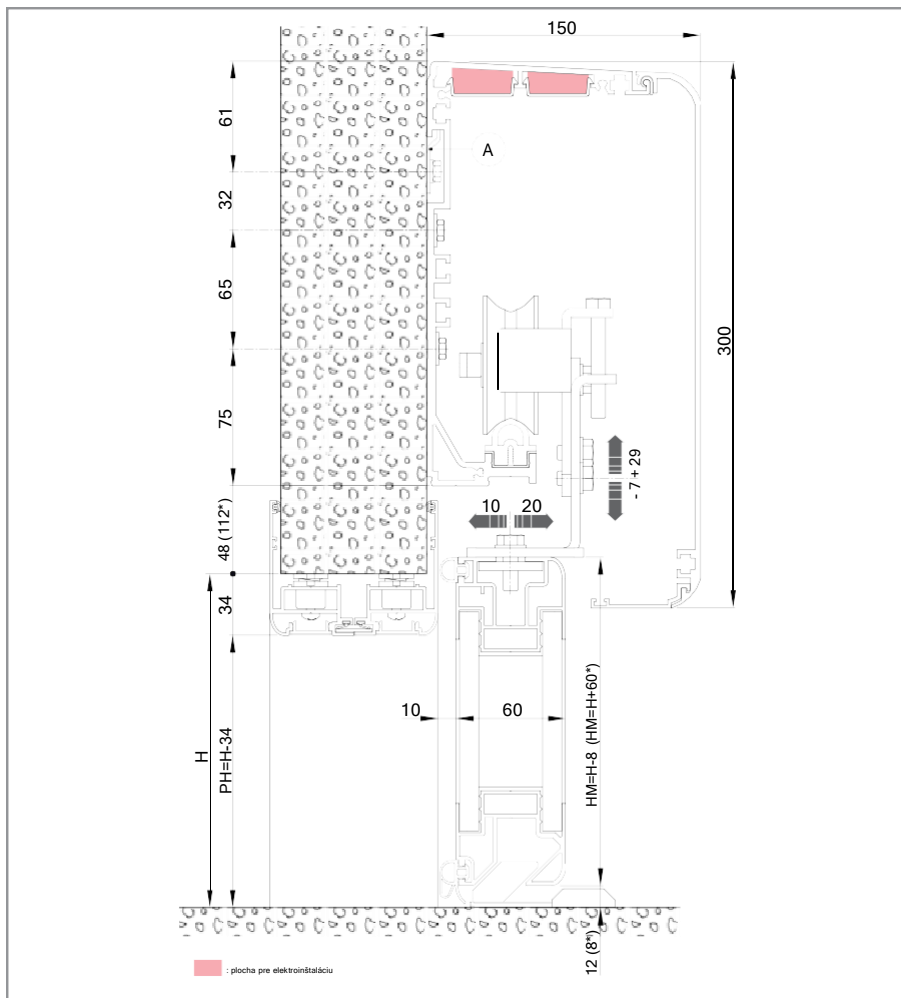 150
61
A
32
65
300
75
- 7 + 29
10
20
48 (112*)
34
10
60
HM=H-8 (HM=H+60*)
H
PH=H-34
12 (8*)
: plocha pre elektroinštaláciu